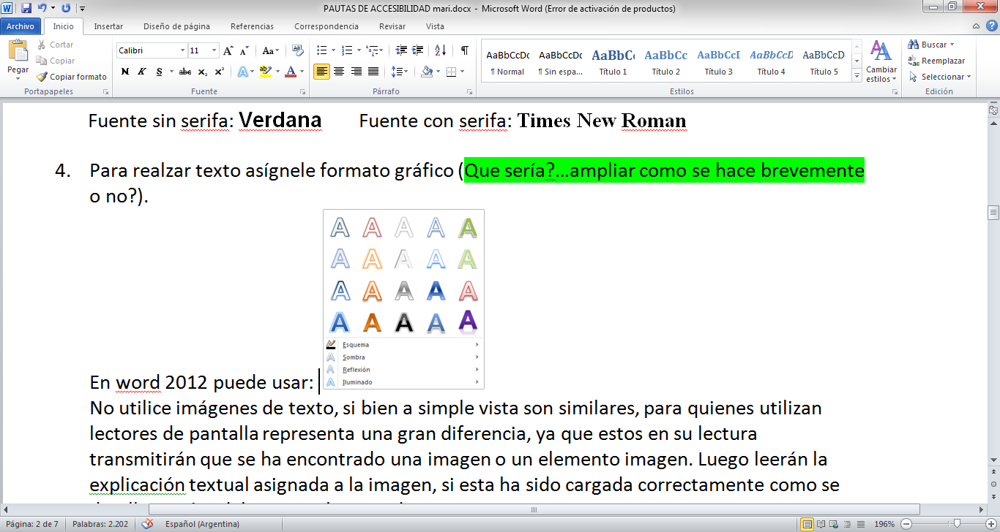 PAUTAS DE ACCESIBILIDAD mari.docx - Microsoft Word (Error de activación de productos)
Archivo Inicio Insertar Diseño de página Referencias Correspondencia Revisar Vista
Pegar
Cortar
Copiar
Copiar formato
Portapapeles
Calibri 11
N K S abc x₂ x²
Fuente
Párrafo
AaBbCcDc AaBbCcDc AaBbC AaBbCc AaBbCcI AaBbCcD AaBbCcD
¶ Normal ¶ Sin espa... Título 1 Título 2 Título 3 Título 4 Título 5
Cambiar estilos
Estilos
Buscar
Reemplazar
Seleccionar
Edición
Fuente sin serifa: Verdana Fuente con serifa: Times New Roman
4. Para realzar texto asígnele formato gráfico (Que sería?...ampliar como se hace brevemente
o no?).
Esquema
Sombra
Reflexión
Iluminado
En word 2012 puede usar:
No utilice imágenes de texto, si bien a simple vista son similares, para quienes utilizan
lectores de pantalla representa una gran diferencia, ya que estos en su lectura
transmitirán que se ha encontrado una imagen o un elemento imagen. Luego leerán la
explicación textual asignada a la imagen, si esta ha sido cargada correctamente como se
Página: 2 de 7 Palabras: 2.202 Español (Argentina) 196%